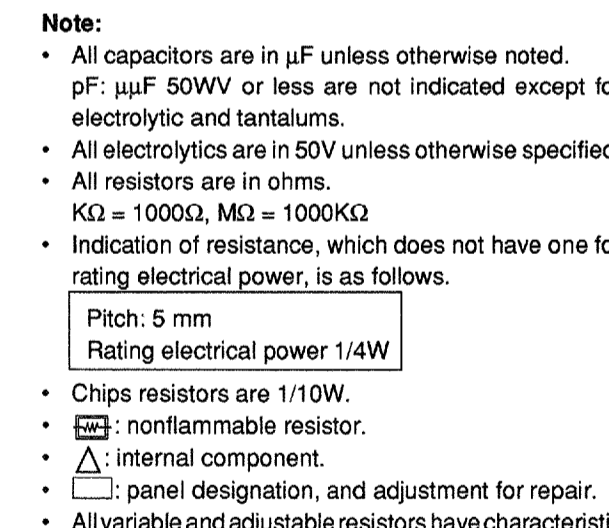 Note:
• All capacitors are in µF unless otherwise noted.
pF: µµF 50WV or less are not indicated except fo
electrolytic and tantalums.
• All electrolytics are in 50V unless otherwise specified
• All resistors are in ohms.
KΩ = 1000Ω, MΩ = 1000KΩ
• Indication of resistance, which does not have one fo
rating electrical power, is as follows.
Pitch: 5 mm
Rating electrical power 1/4W
• Chips resistors are 1/10W.
• : nonflammable resistor.
• △: internal component.
• : panel designation, and adjustment for repair.
• All variable and adjustable resistors have characteristi